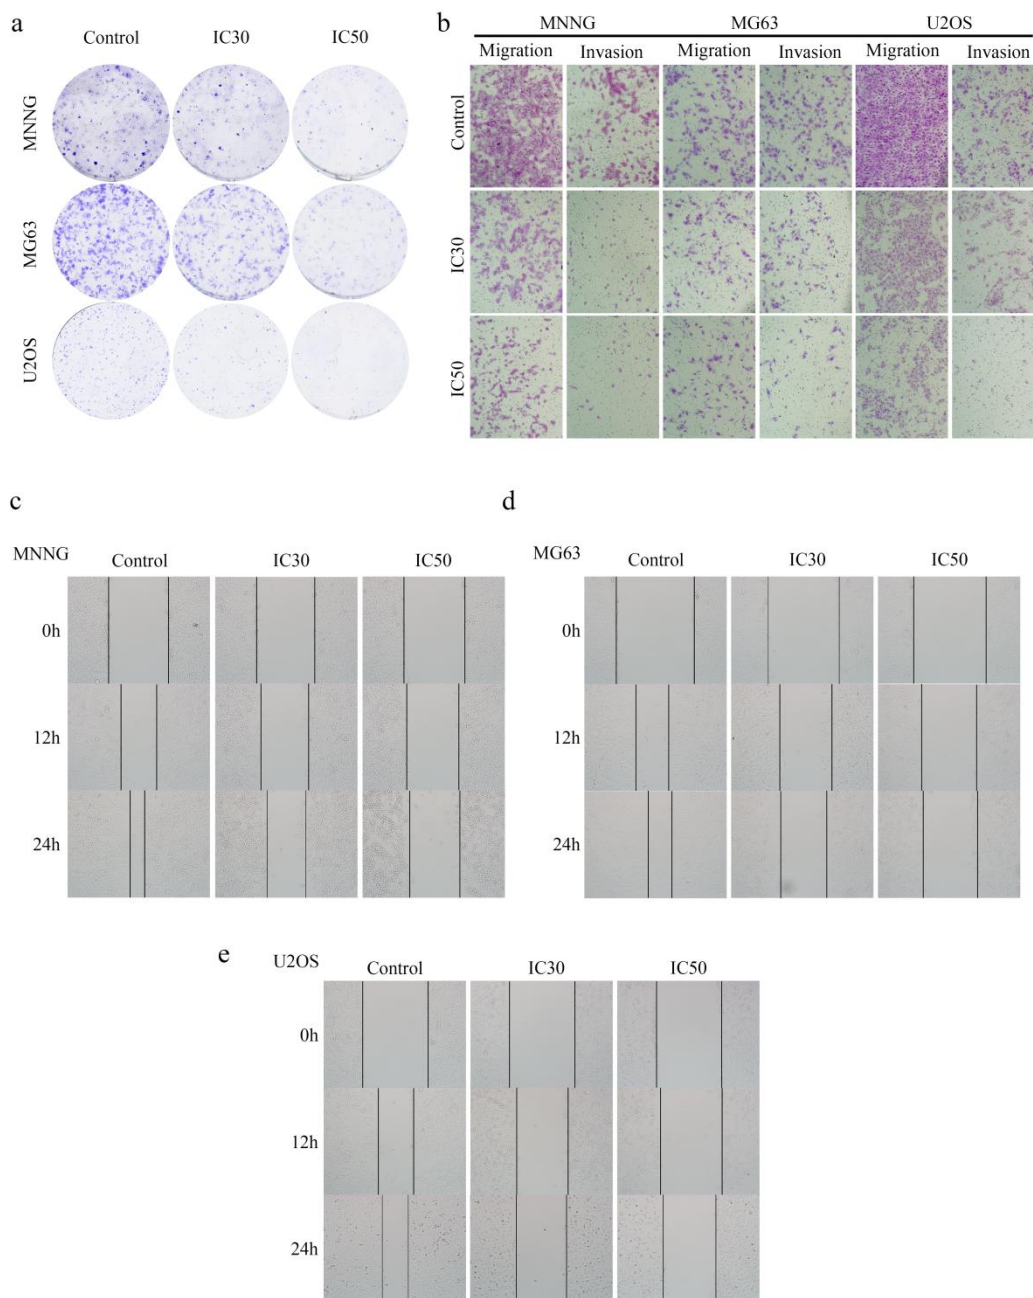 a
Control IC30 IC50
MNNG
MG63
U2OS
b
MNNG MG63 U2OS
Migration Invasion Migration Invasion Migration Invasion
Control
IC30
IC50
c
MNNG Control IC30 IC50
0h
12h
24h
d
MG63 Control IC30 IC50
0h
12h
24h
e
U2OS Control IC30 IC50
0h
12h
24h